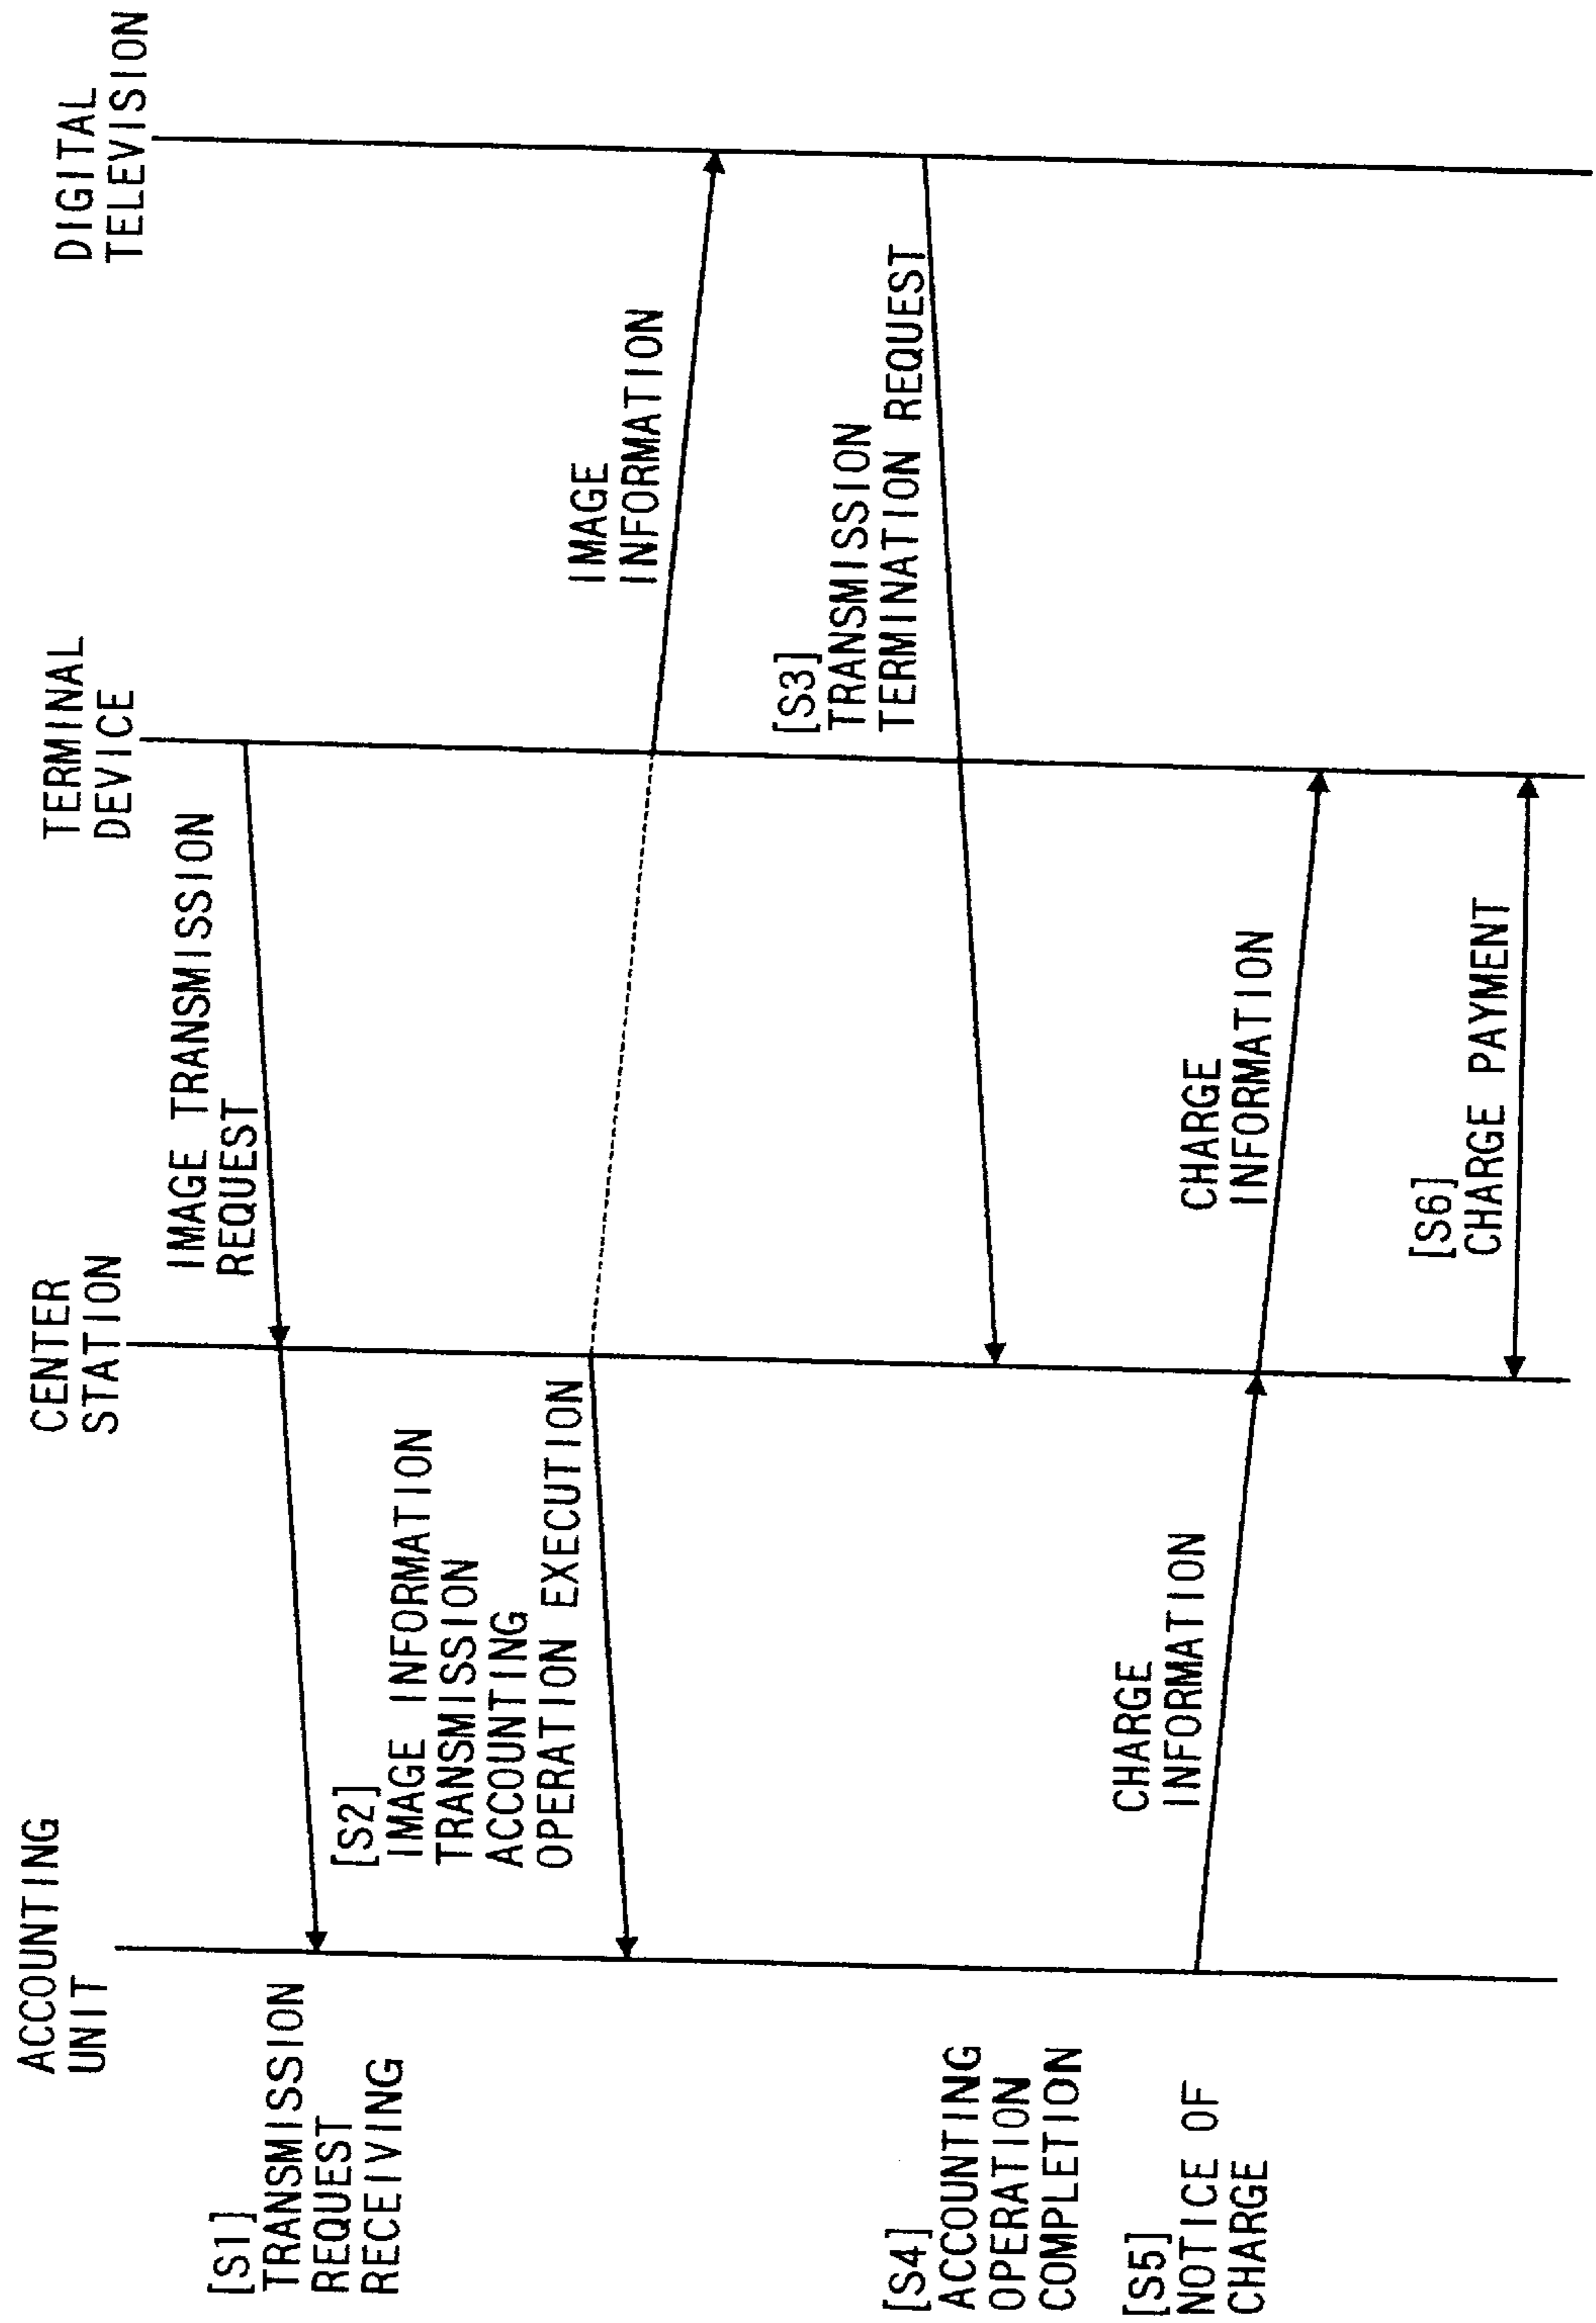 ACCOUNTING
UNIT
CENTER
STATION
TERMINAL
DEVICE
DIGITAL
TELEVISION
[S1]
TRANSMISSION
REQUEST
RECEIVING
IMAGE TRANSMISSION
REQUEST
[S2]
IMAGE INFORMATION
TRANSMISSION
ACCOUNTING
OPERATION EXECUTION
IMAGE
INFORMATION
[S3]
TRANSMISSION
TERMINATION REQUEST
[S4]
ACCOUNTING
OPERATION
COMPLETION
[S5]
NOTICE OF
CHARGE
CHARGE
INFORMATION
CHARGE
INFORMATION
[S6]
CHARGE PAYMENT